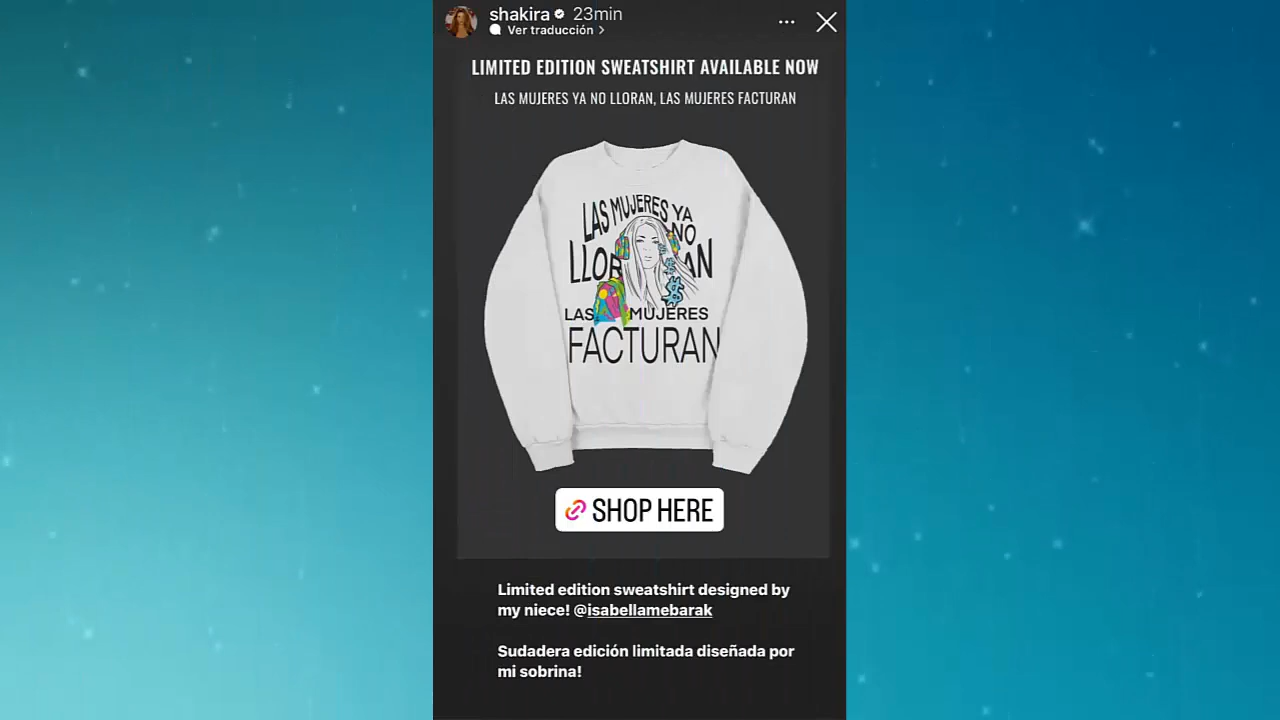 shakira 23min
Ver traducción >
LIMITED EDITION SWEATSHIRT AVAILABLE NOW
LAS MUJERES YA NO LLORAN, LAS MUJERES FACTURAN
LAS MUJERES YA
NO
LLORAN
LAS MUJERES
FACTURAN
SHOP HERE
Limited edition sweatshirt designed by
my niece! @isabellamebarak
Sudadera edición limitada diseñada por
mi sobrina!